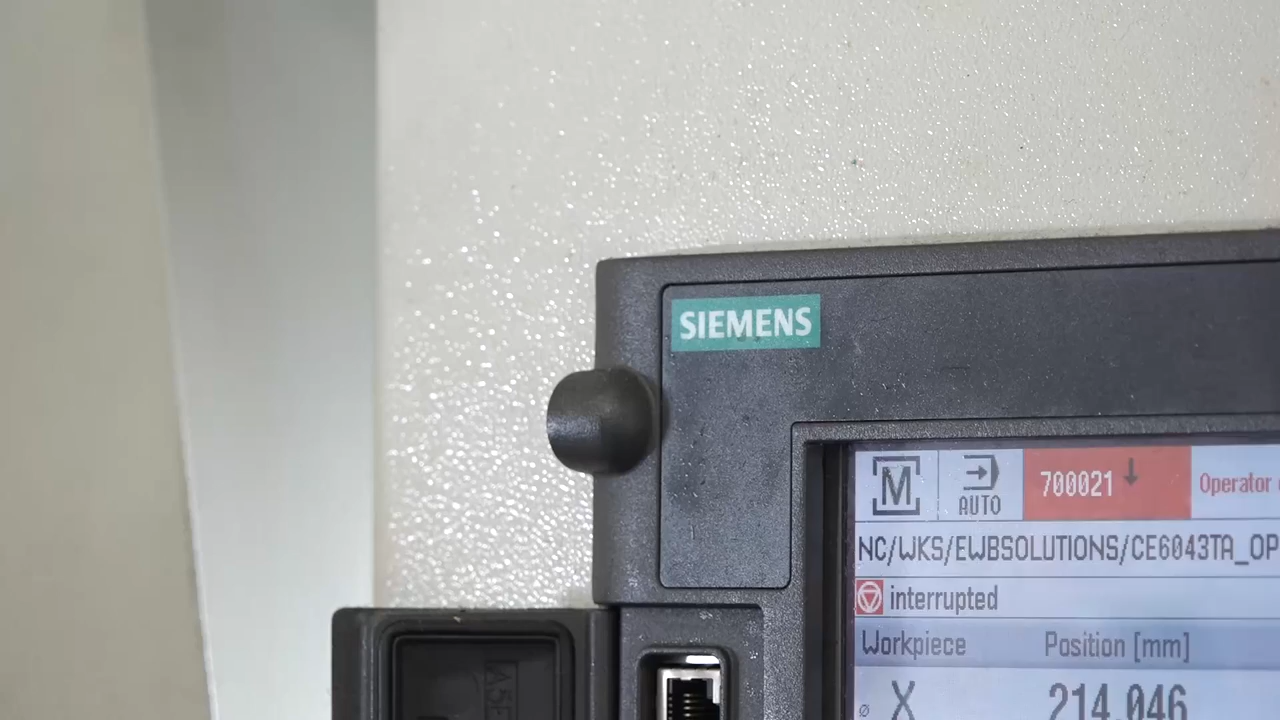 SIEMENS
M
AUTO
700021 ↓
Operator
NC/WKS/EWBSOLUTIONS/CE6043TA_OP
interrupted
Workpiece Position [mm]
X 214.046